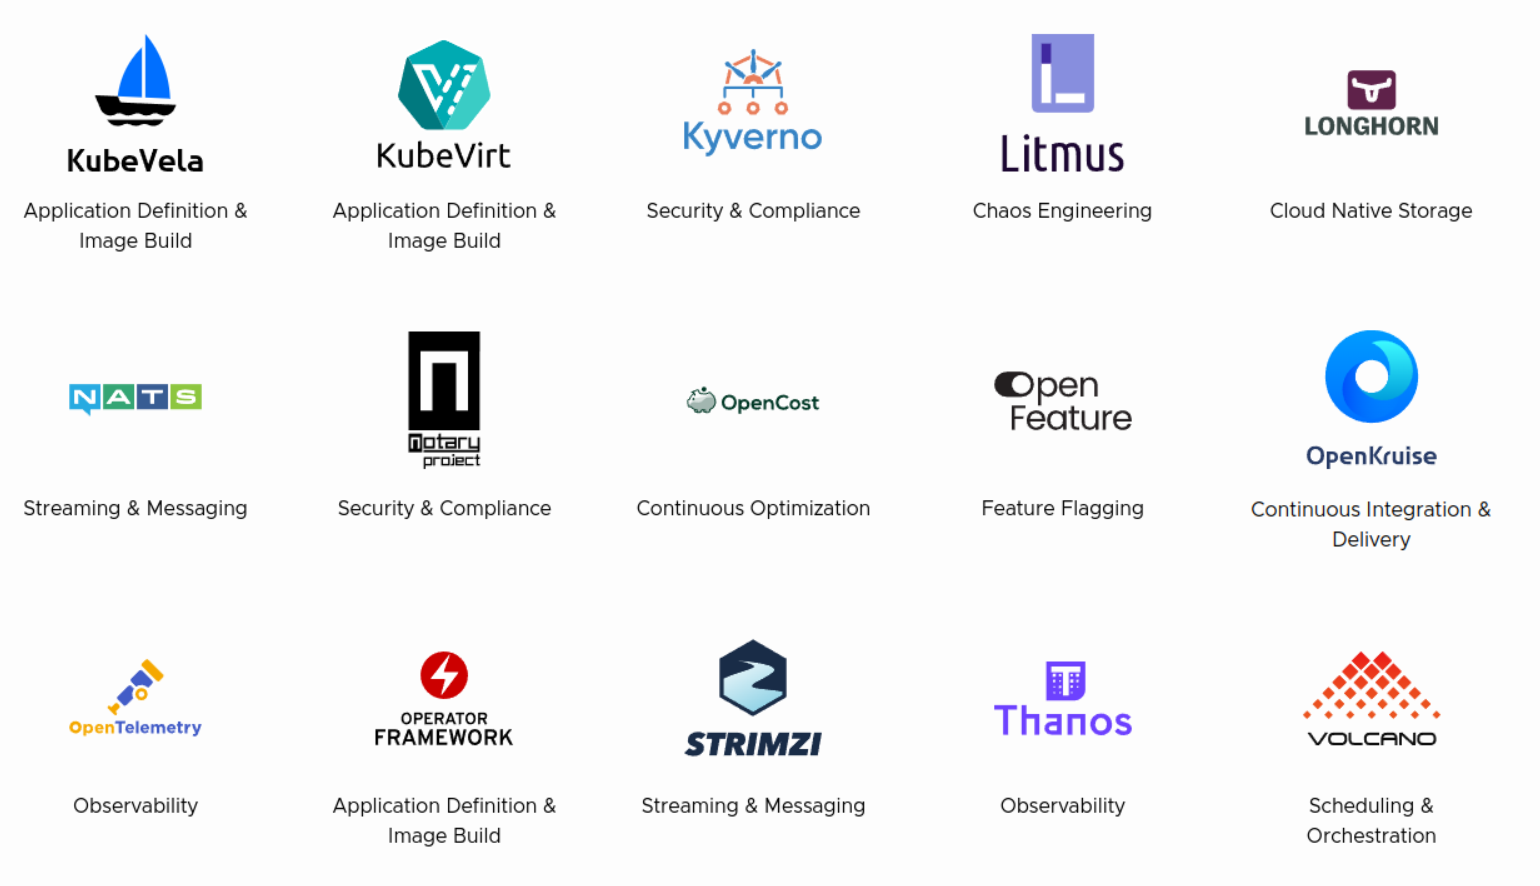 KubeVela
Application Definition &
Image Build
KubeVirt
Application Definition &
Image Build
Kyverno
Security & Compliance
Litmus
Chaos Engineering
LONGHORN
Cloud Native Storage
NATS
Streaming & Messaging
notary
project
Security & Compliance
OpenCost
Continuous Optimization
Open
Feature
Feature Flagging
OpenKruise
Continuous Integration &
Delivery
OpenTelemetry
Observability
OPERATOR
FRAMEWORK
Application Definition &
Image Build
STRIMZI
Streaming & Messaging
T
Thanos
Observability
VOLCANO
Scheduling &
Orchestration